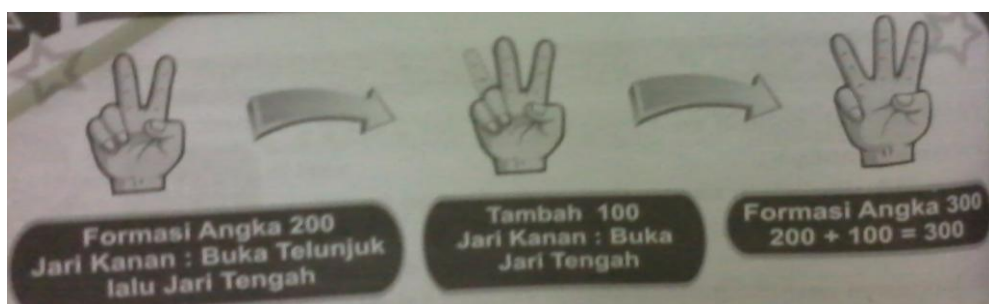 Formasi Angka 200
Jari Kanan : Buka Telunjuk
lalu Jari Tengah
Tambah 100
Jari Kanan : Buka
Jari Tengah
Formasi Angka 300
200 + 100 = 300